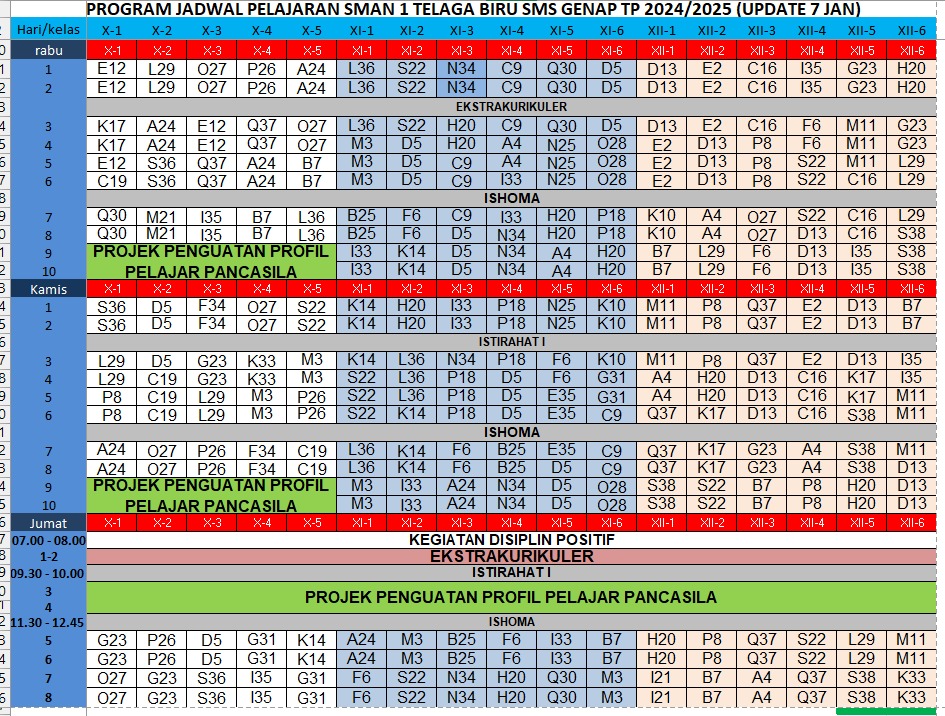 PROGRAM JADWAL PELAJARAN SMAN 1 TELAGA BIRU SMS GENAP TP 2024/2025 (UPDATE 7 JAN)
Hari/kelas X-1 X-2 X-3 X-4 X-5 XI-1 XI-2 XI-3 XI-4 XI-5 XI-6 XII-1 XII-2 XII-3 XII-4 XII-5 XII-6
rabu X-1 X-2 X-3 X-4 X-5 XI-1 XI-2 XI-3 XI-4 XI-5 XI-6 XII-1 XII-2 XII-3 XII-4 XII-5 XII-6
1 E12 L29 O27 P26 A24 L36 S22 N34 C9 Q30 D5 D13 E2 C16 I35 G23 H20
2 E12 L29 O27 P26 A24 L36 S22 N34 C9 Q30 D5 D13 E2 C16 I35 G23 H20
EKSTRAKURIKULER
3 K17 A24 E12 Q37 O27 L36 S22 H20 C9 Q30 D5 D13 E2 C16 F6 M11 G23
4 K17 A24 E12 Q37 O27 M3 D5 H20 A4 N25 O28 E2 D13 P8 F6 M11 G23
5 E12 S36 Q37 A24 B7 M3 D5 C9 A4 N25 O28 E2 D13 P8 S22 M11 L29
6 C19 S36 Q37 A24 B7 M3 D5 C9 I33 N25 O28 E2 D13 P8 S22 C16 L29
ISHOMA
7 Q30 M21 I35 B7 L36 B25 F6 C9 I33 H20 P18 K10 A4 O27 S22 C16 L29
8 Q30 M21 I35 B7 L36 B25 F6 D5 N34 H20 P18 K10 A4 O27 D13 C16 S38
9 PROJEK PENGUATAN PROFIL I33 K14 D5 N34 A4 H20 B7 L29 F6 D13 I35 S38
10 PELAJAR PANCASILA I33 K14 D5 N34 A4 H20 B7 L29 F6 D13 I35 S38
Kamis X-1 X-2 X-3 X-4 X-5 XI-1 XI-2 XI-3 XI-4 XI-5 XI-6 XII-1 XII-2 XII-3 XII-4 XII-5 XII-6
1 S36 D5 F34 O27 S22 K14 H20 I33 P18 N25 K10 M11 P8 Q37 E2 D13 B7
2 S36 D5 F34 O27 S22 K14 H20 I33 P18 N25 K10 M11 P8 Q37 E2 D13 B7
ISTIRAHAT I
3 L29 D5 G23 K33 M3 K14 L36 N34 P18 F6 K10 M11 P8 Q37 E2 D13 I35
4 L29 C19 G23 K33 M3 S22 L36 P18 D5 F6 G31 A4 H20 D13 C16 K17 I35
5 P8 C19 L29 M3 P26 S22 L36 P18 D5 E35 G31 A4 H20 D13 C16 K17 M11
6 P8 C19 L29 M3 P26 S22 K14 P18 D5 E35 C9 Q37 K17 D13 C16 S38 M11
ISHOMA
7 A24 O27 P26 F34 C19 L36 K14 F6 B25 E35 C9 Q37 K17 G23 A4 S38 M11
8 A24 O27 P26 F34 C19 L36 K14 F6 B25 D5 C9 Q37 K17 G23 A4 S38 D13
9 PROJEK PENGUATAN PROFIL M3 I33 A24 N34 D5 O28 S38 S22 B7 P8 H20 D13
10 PELAJAR PANCASILA M3 I33 A24 N34 D5 O28 S38 S22 B7 P8 H20 D13
Jumat X-1 X-2 X-3 X-4 X-5 XI-1 XI-2 XI-3 XI-4 XI-5 XI-6 XII-1 XII-2 XII-3 XII-4 XII-5 XII-6
07.00 - 08.00 KEGIATAN DISIPLIN POSITIF
1-2 EKSTRAKURIKULER
09.30 - 10.00 ISTIRAHAT I
3
PROJEK PENGUATAN PROFIL PELAJAR PANCASILA
4
11.30 - 12.45 ISHOMA
5 G23 P26 D5 G31 K14 A24 M3 B25 F6 I33 B7 H20 P8 Q37 S22 L29 M11
6 G23 P26 D5 G31 K14 A24 M3 B25 F6 I33 B7 H20 P8 Q37 S22 L29 M11
7 O27 G23 S36 I35 G31 F6 S22 N34 H20 Q30 M3 I21 B7 A4 Q37 S38 K33
8 O27 G23 S36 I35 G31 F6 S22 N34 H20 Q30 M3 I21 B7 A4 Q37 S38 K33